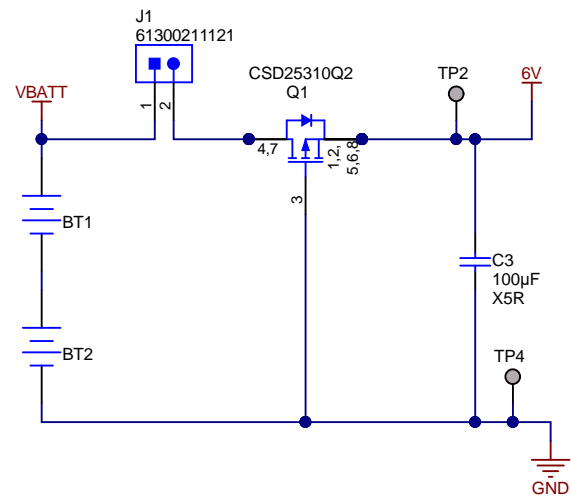 J1
61300211121
VBATT
1
2
CSD25310Q2
Q1
4,7
1,2,
5,6,8
3
TP2
6V
BT1
C3
100µF
X5R
BT2
TP4
GND